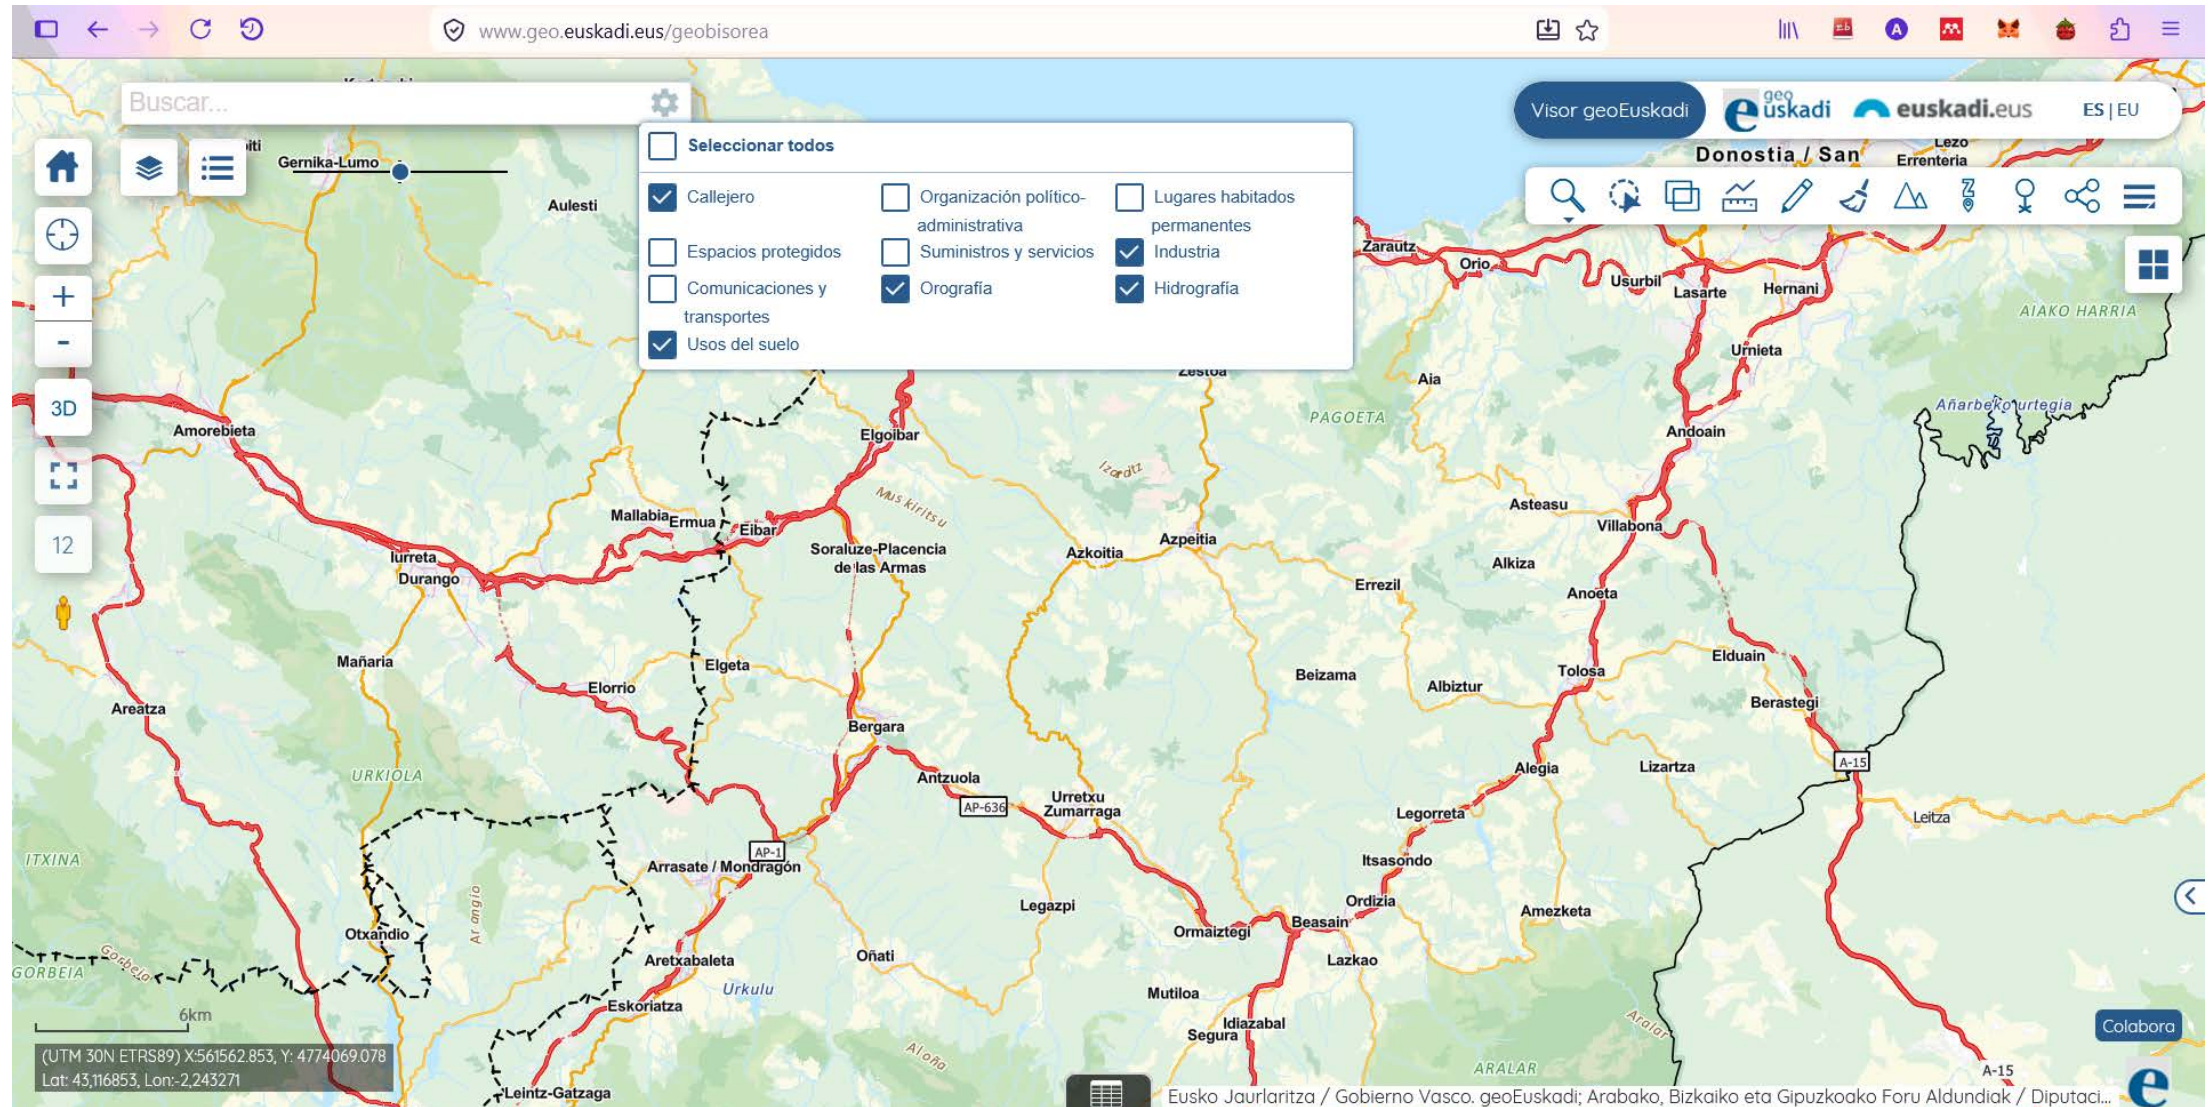 www.geo.euskadi.eus/geobisorea
Buscar...
Visor geoEuskadi
geo
euskadi
euskadi.eus
ES | EU
Seleccionar todos
Callejero
Organización político-
administrativa
Lugares habitados
permanentes
Espacios protegidos
Suministros y servicios
Industria
Comunicaciones y
transportes
Orografía
Hidrografía
Usos del suelo
Gernika-Lumo
Aulesti
Donostia / San
Lezo
Errenteria
Zarautz
Orio
Usurbil
Lasarte
Hernani
AIAKO HARRIA
Urnieta
Zestoa
Aia
PAGOETA
Añarbeko urtegia
+
-
3D
12
Amorebieta
Elgoibar
Andoain
Izarditz
Muskiritsu
Asteasu
Villabona
Mallabia
Ermua
Eibar
Soraluze-Placencia
de las Armas
Azkoitia
Azpeitia
Iurreta
Durango
Alkiza
Errezil
Anoeta
Mañaria
Elgeta
Elorrio
Beizama
Albiztur
Tolosa
Elduain
Berastegi
Areatza
Bergara
URKIOLA
Antzuola
AP-636
Urretxu
Zumarraga
Alegia
Lizartza
A-15
Legorreta
Leitza
ITXINA
AP-1
Arrasate / Mondragón
Itsasondo
Legazpi
Ordizia
Amezketa
Arangio
Otxandio
Ormaiztegi
Beasain
GORBEIA
Gorbeia
Aretxabaleta
Oñati
Lazkao
Urkulu
Eskoriatza
Mutiloa
Idiazabal
Segura
Aralar
Aloña
ARALAR
A-15
Leintz-Gatzaga
6km
(UTM 30N ETRS89) X:561562.853, Y: 4774069.078
Lat: 43,116853, Lon:-2,243271
Colabora
Eusko Jaurlaritza / Gobierno Vasco. geoEuskadi; Arabako, Bizkaiko eta Gipuzkoako Foru Aldundiak / Diputaci...